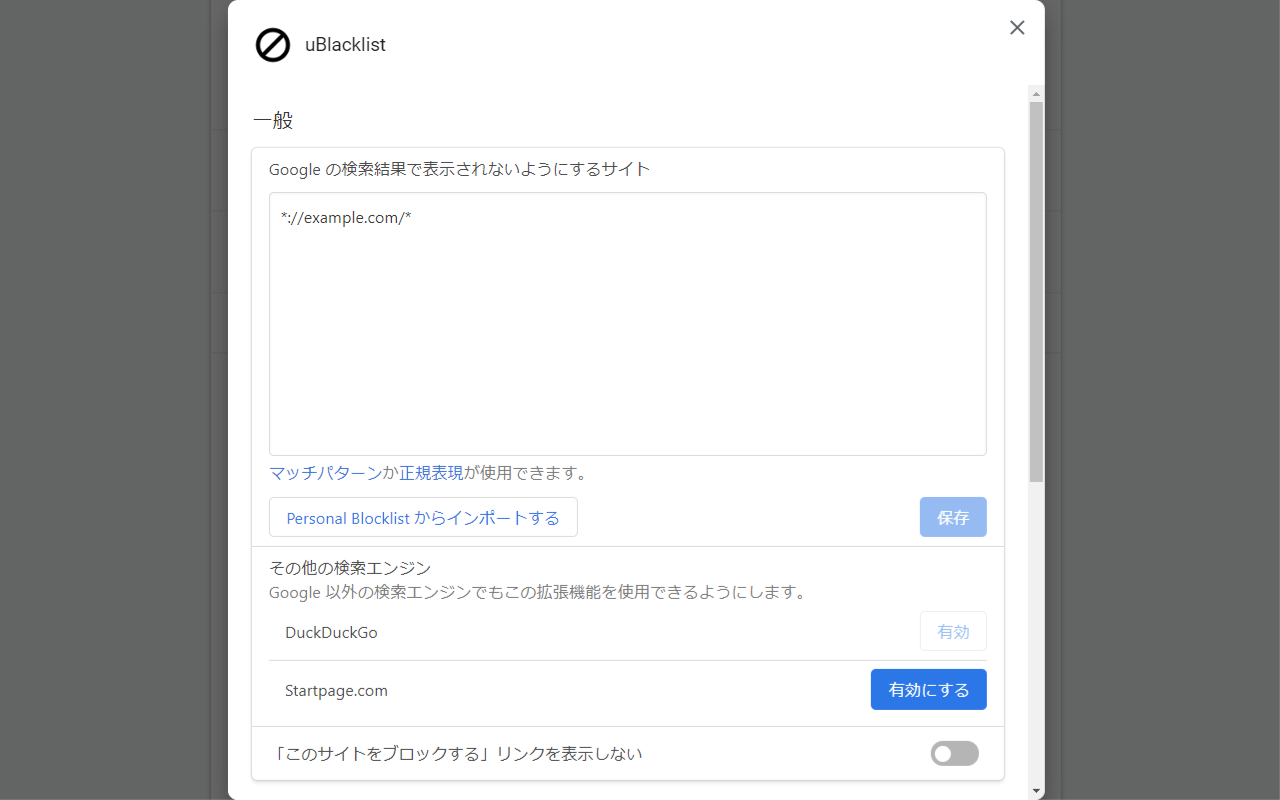 uBlacklist
一般
Google の検索結果で表示されないようにするサイト
*://example.com/*
マッチパターンか正規表現が使用できます。
Personal Blocklist からインポートする
保存
その他の検索エンジン
Google 以外の検索エンジンでもこの拡張機能を使用できるようにします。
DuckDuckGo
有効
Startpage.com
有効にする
「このサイトをブロックする」リンクを表示しない